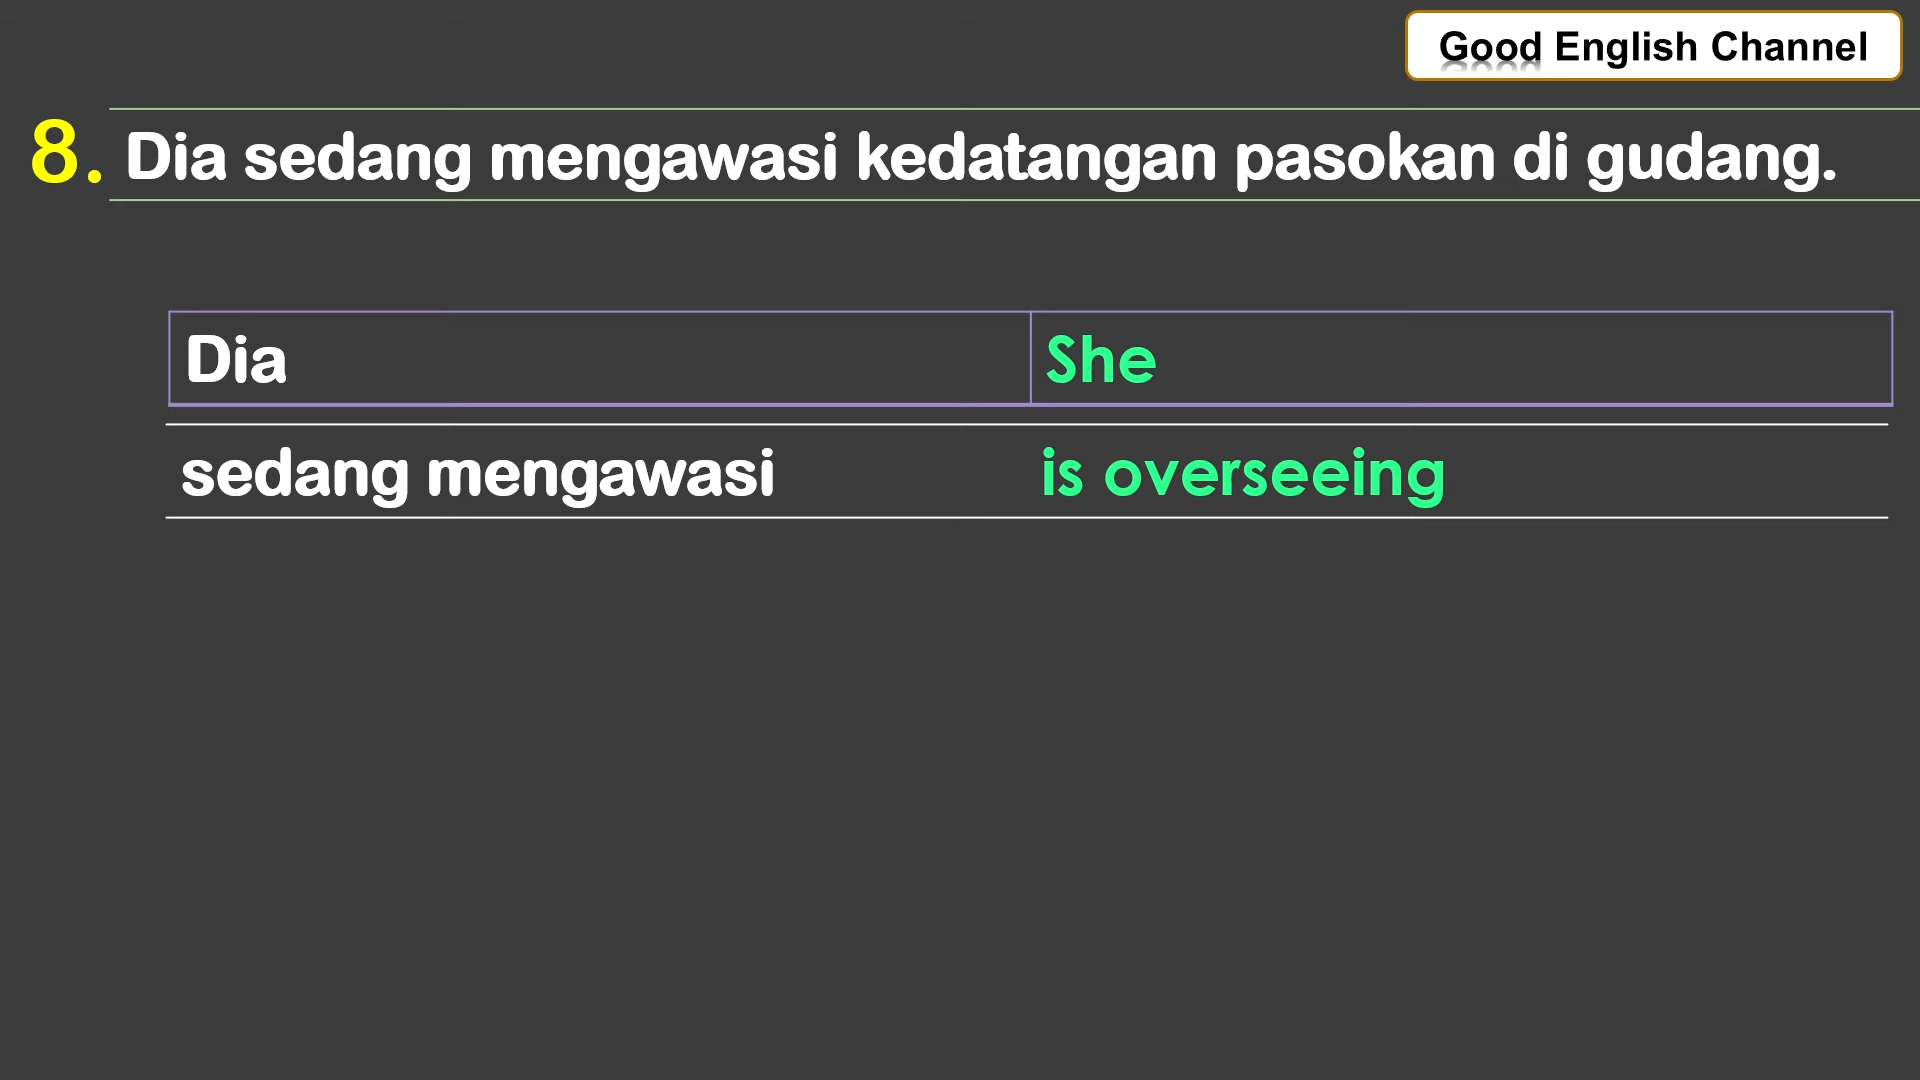 Good English Channel
8. Dia sedang mengawasi kedatangan pasokan di gudang.
Dia She
sedang mengawasi is overseeing